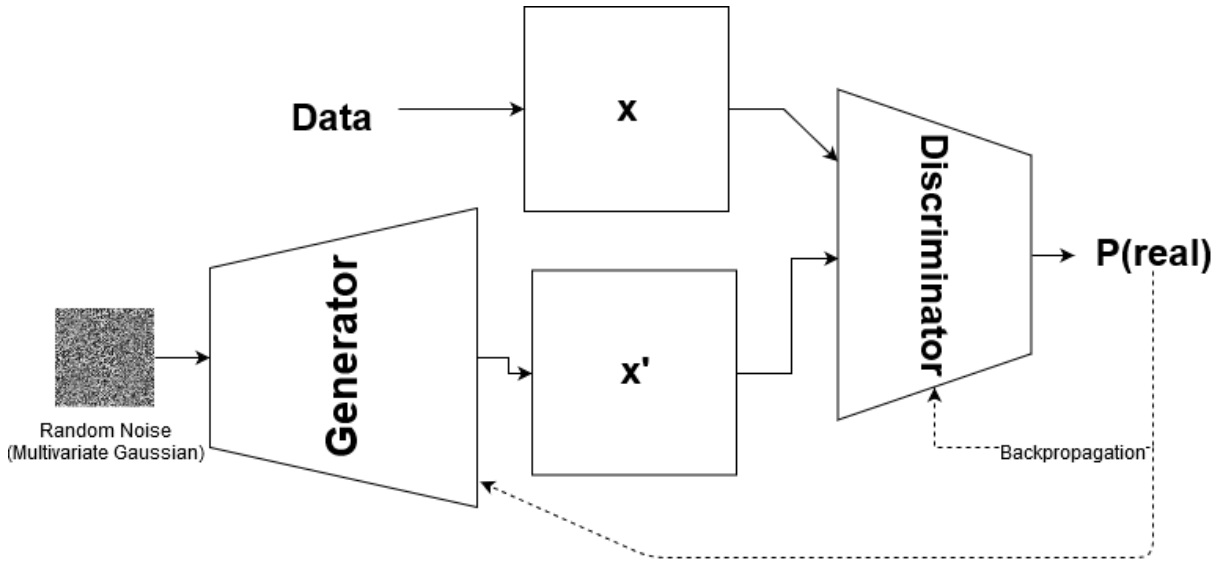 Data
x
Discriminator
P(real)
Generator
x'
Random Noise
(Multivariate Gaussian)
Backpropagation